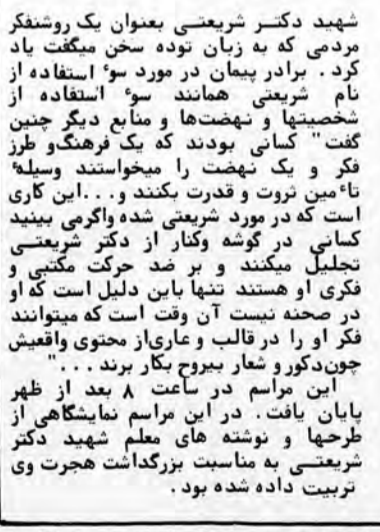 شهید دکتر شریعتی بعنوان یک روشنفکر
مردمی که به زبان توده سخن میگفت یاد
کرد . برادر پیمان در مورد سوء استفاده از
نام شریعتی همانند سوء استفاده از
شخصیتها و نهضت‌ها و منابع دیگر چنین
گفت " کسانی بودند که یک فرهنگ و طرز
فکر و یک نهضت را میخواستند وسیلهٔ
تاءمین ثروت و قدرت بکنند و . . . این کاری
است که در مورد شریعتی شده واگرمی بینید
کسانی در گوشه وکنار از دکتر شریعتی
تجلیل میکنند و بر ضد حرکت مکتبی و
فکری او هستند تنها باین دلیل است که او
در صحنه نیست آن وقت است که میتوانند
فکر او را در قالب و عاری‌از محتوی واقعیش
چون‌دکور و شعار بیروح بکار برند . . . "
این مراسم در ساعت ۸ بعد از ظهر
پایان یافت . در این مراسم نمایشگاهی از
طرحها و نوشته های معلم شهید دکتر
شریعتی به مناسبت بزرگداشت هجرت وی
تربیت داده شده بود .